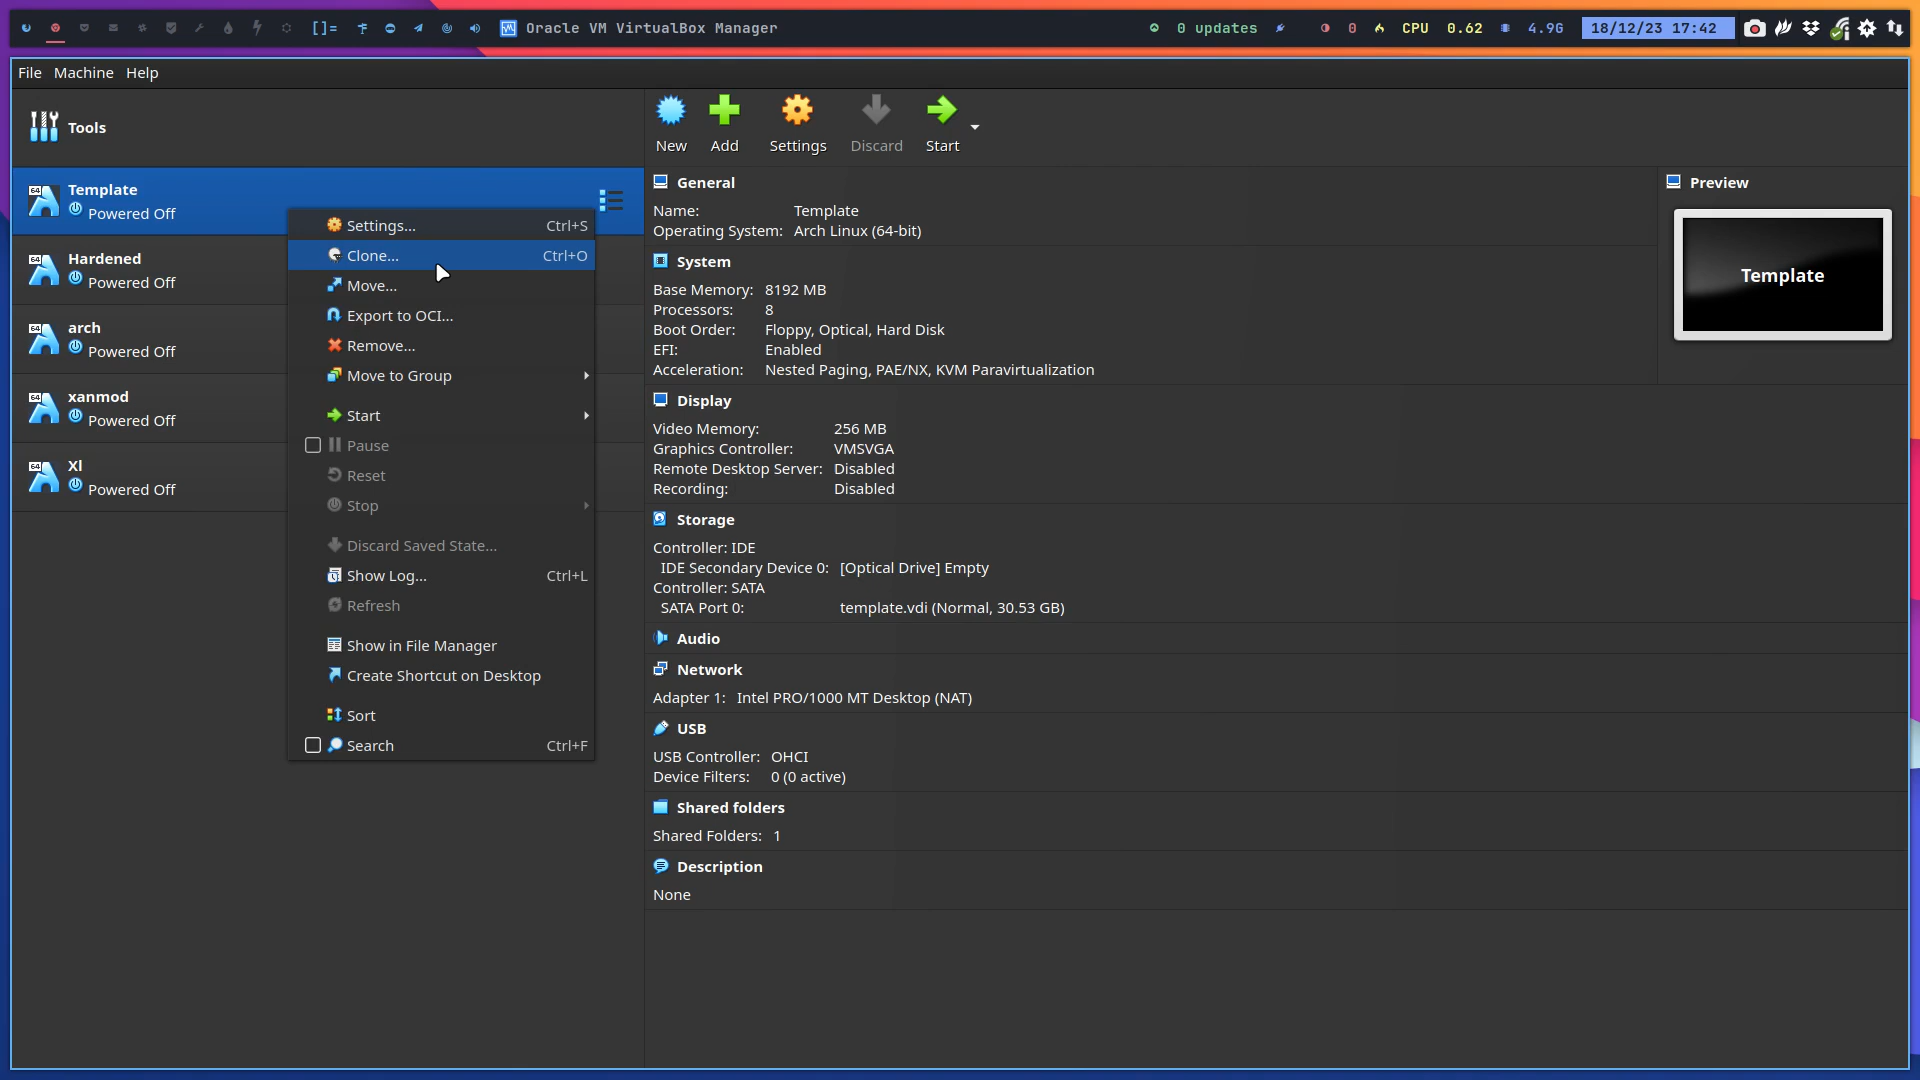 []= Oracle VM VirtualBox Manager 0 updates 0 CPU 0.62 4.9G 18/12/23 17:42
File Machine Help
Tools
New Add Settings Discard Start
64
Template
Powered Off
64
Hardened
Powered Off
64
arch
Powered Off
64
xanmod
Powered Off
64
Xl
Powered Off
Settings... Ctrl+S
Clone... Ctrl+O
Move...
Export to OCI...
Remove...
Move to Group
Start
Pause
Reset
Stop
Discard Saved State...
Show Log... Ctrl+L
Refresh
Show in File Manager
Create Shortcut on Desktop
Sort
Search Ctrl+F
General
Name: Template
Operating System: Arch Linux (64-bit)
System
Base Memory: 8192 MB
Processors: 8
Boot Order: Floppy, Optical, Hard Disk
EFI: Enabled
Acceleration: Nested Paging, PAE/NX, KVM Paravirtualization
Display
Video Memory: 256 MB
Graphics Controller: VMSVGA
Remote Desktop Server: Disabled
Recording: Disabled
Storage
Controller: IDE
IDE Secondary Device 0: [Optical Drive] Empty
Controller: SATA
SATA Port 0: template.vdi (Normal, 30.53 GB)
Audio
Network
Adapter 1: Intel PRO/1000 MT Desktop (NAT)
USB
USB Controller: OHCI
Device Filters: 0 (0 active)
Shared folders
Shared Folders: 1
Description
None
Preview
Template